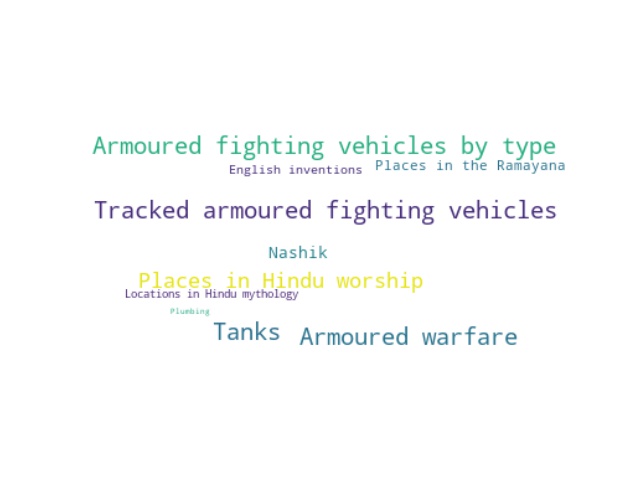 Armoured fighting vehicles by type
English inventions
Places in the Ramayana
Tracked armoured fighting vehicles
Nashik
Places in Hindu worship
Locations in Hindu mythology
Plumbing
Tanks
Armoured warfare